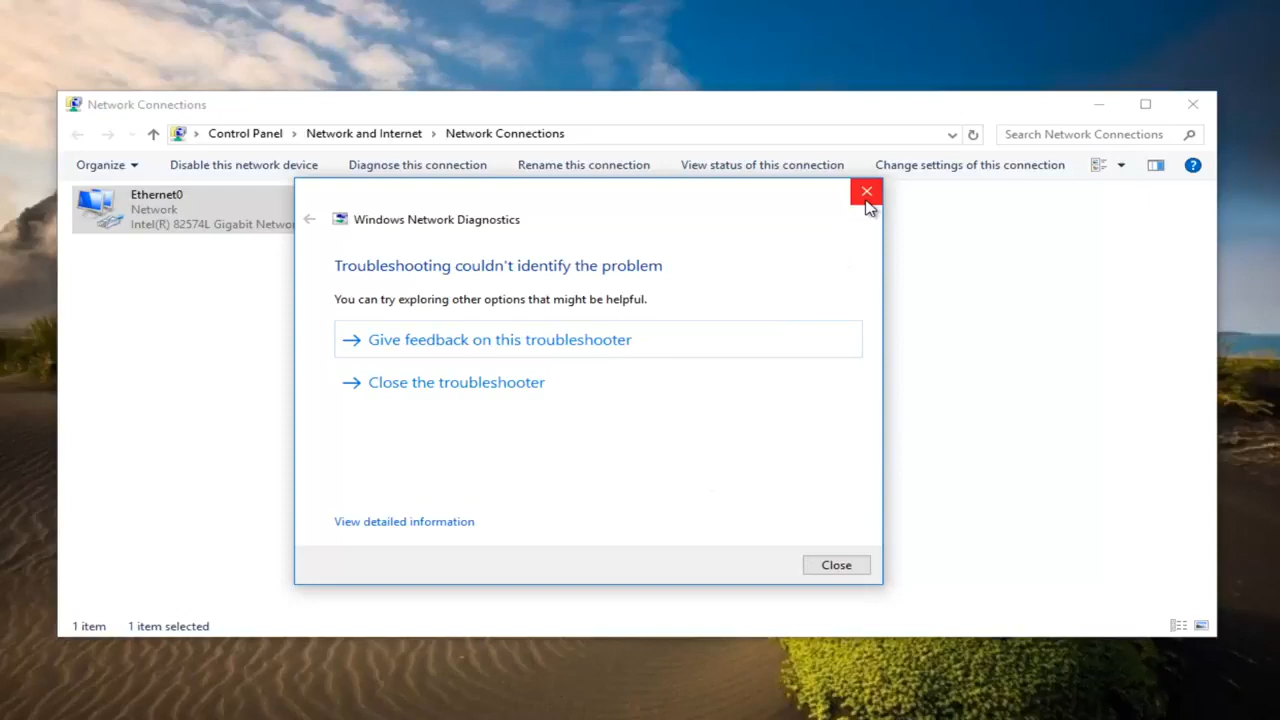 Network Connections
Control Panel > Network and Internet > Network Connections
Search Network Connections
Organize
Disable this network device
Diagnose this connection
Rename this connection
View status of this connection
Change settings of this connection
Ethernet0
Network
Intel(R) 82574L Gigabit
Windows Network Diagnostics
Troubleshooting couldn't identify the problem
You can try exploring other options that might be helpful.
Give feedback on this troubleshooter
Close the troubleshooter
View detailed information
Close
1 item
1 item selected